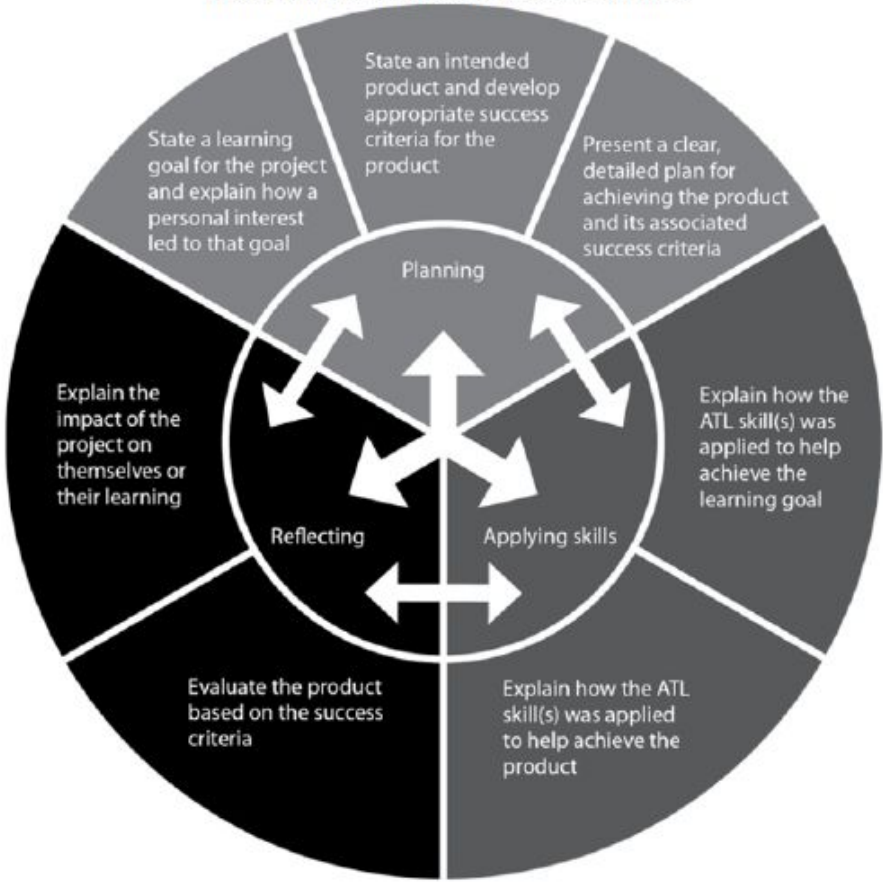 State an intended
product and develop
appropriate success
criteria for the
product
State a learning
goal for the project
and explain how a
personal interest
led to that goal
Present a clear,
detailed plan for
achieving the product
and its associated
success criteria
Planning
Explain the
impact of the
project on
themselves or
their learning
Explain how the
ATL skill(s) was
applied to help
achieve the
learning goal
Reflecting
Applying skills
Evaluate the product
based on the success
criteria
Explain how the ATL
skill(s) was applied
to help achieve the
product